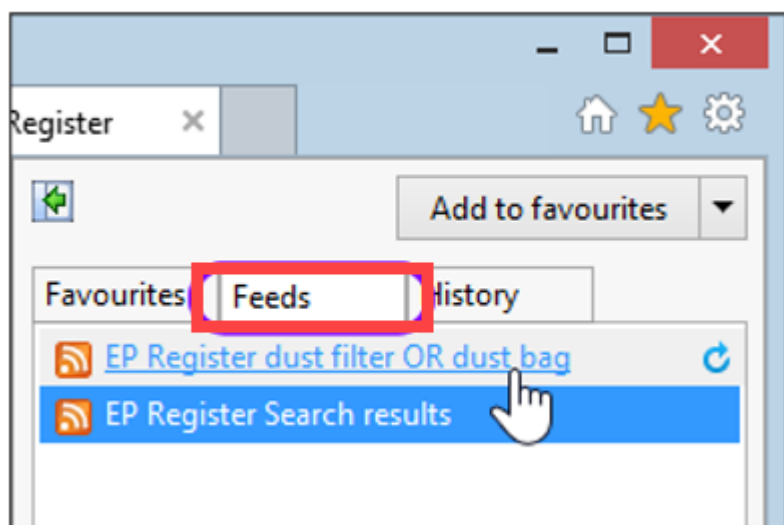 Register
Add to favourites
Favourites Feeds History
EP Register dust filter OR dust bag
EP Register Search results